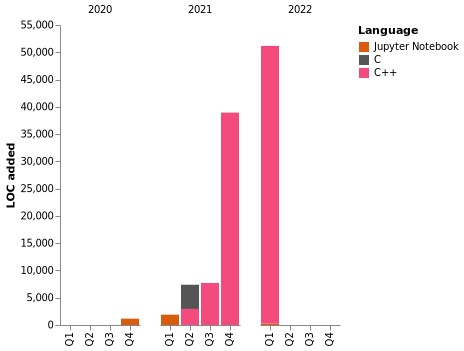 2020 2021 2022
Language
Jupyter Notebook
C
C++
LOC added
55,000
50,000
45,000
40,000
35,000
30,000
25,000
20,000
15,000
10,000
5,000
0
Q1 Q2 Q3 Q4 Q1 Q2 Q3 Q4 Q1 Q2 Q3 Q4